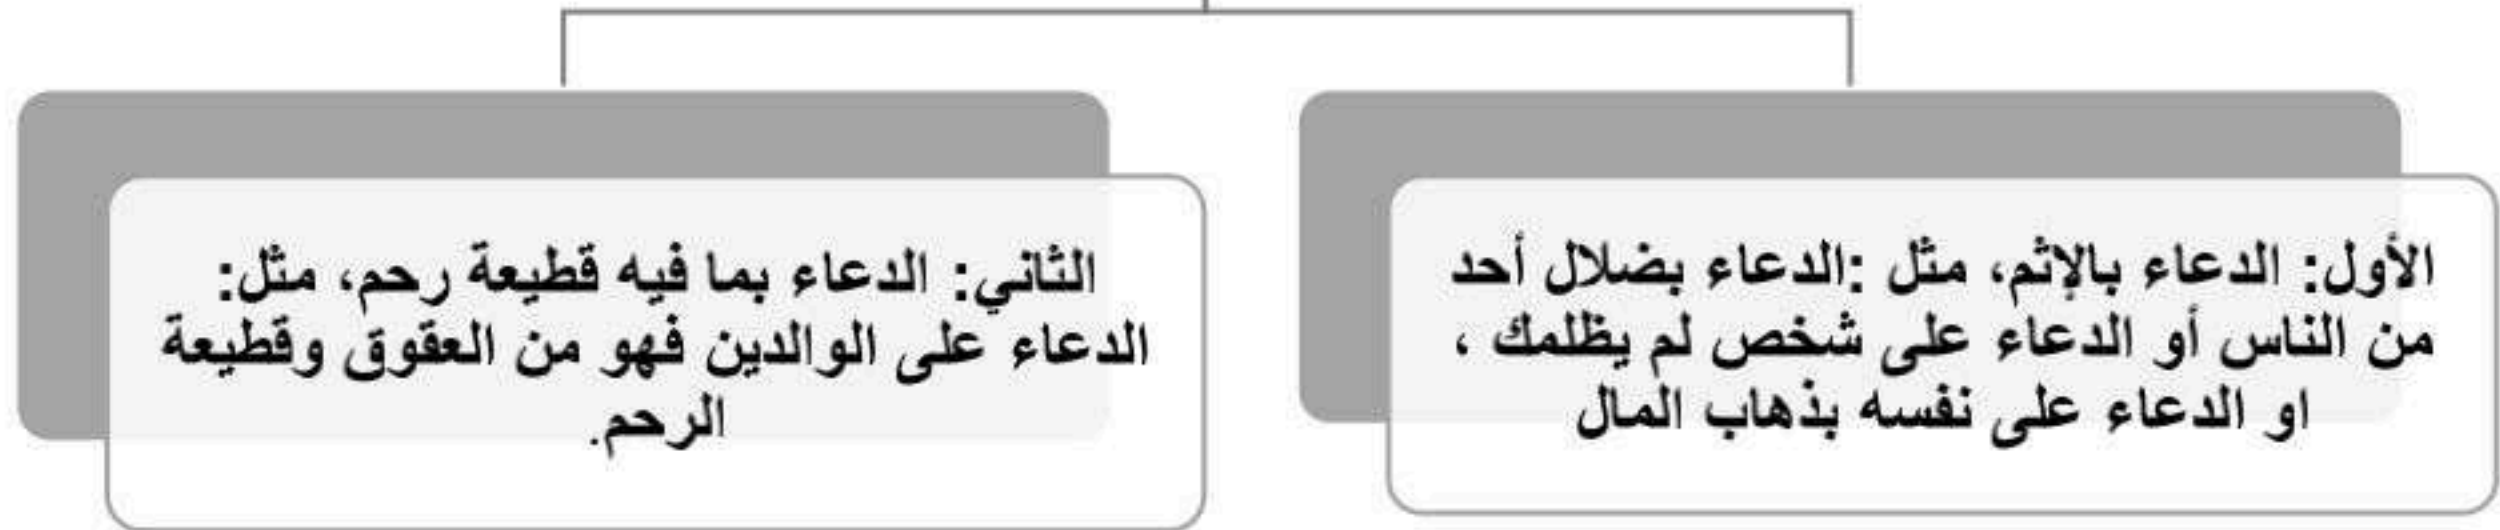 الأول: الدعاء بالإثم، مثل :الدعاء بضلال أحد
من الناس أو الدعاء على شخص لم يظلمك ،
او الدعاء على نفسه بذهاب المال
الثاني: الدعاء بما فيه قطيعة رحم، مثل:
الدعاء على الوالدين فهو من العقوق وقطيعة
الرحم.